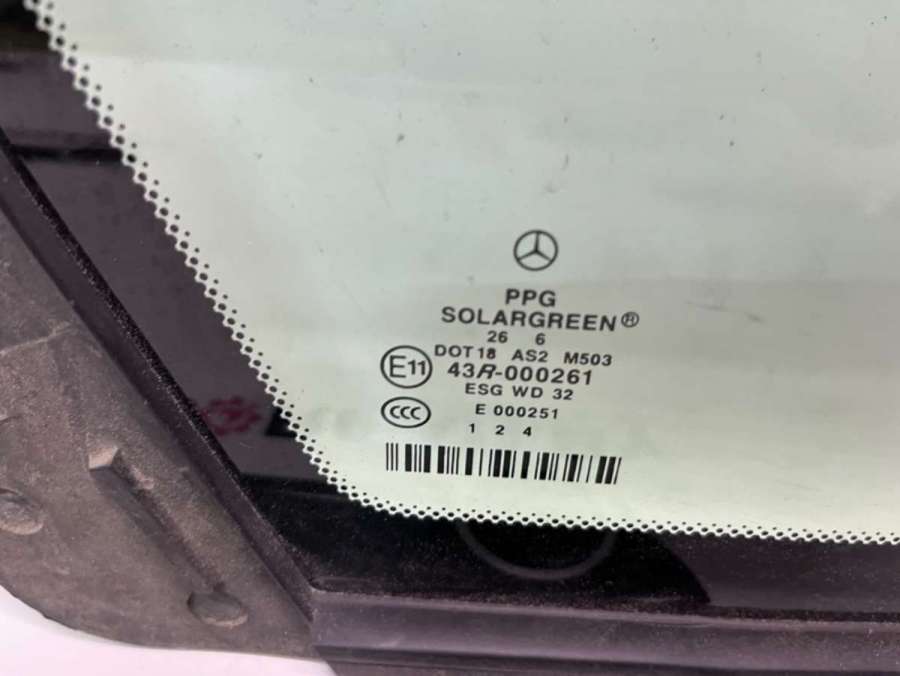 PPG
SOLARGREEN®
26 6
DOT18 AS2 M503
E11 43R-000261
ESG WD 32
CCC E 000251
1 2 4